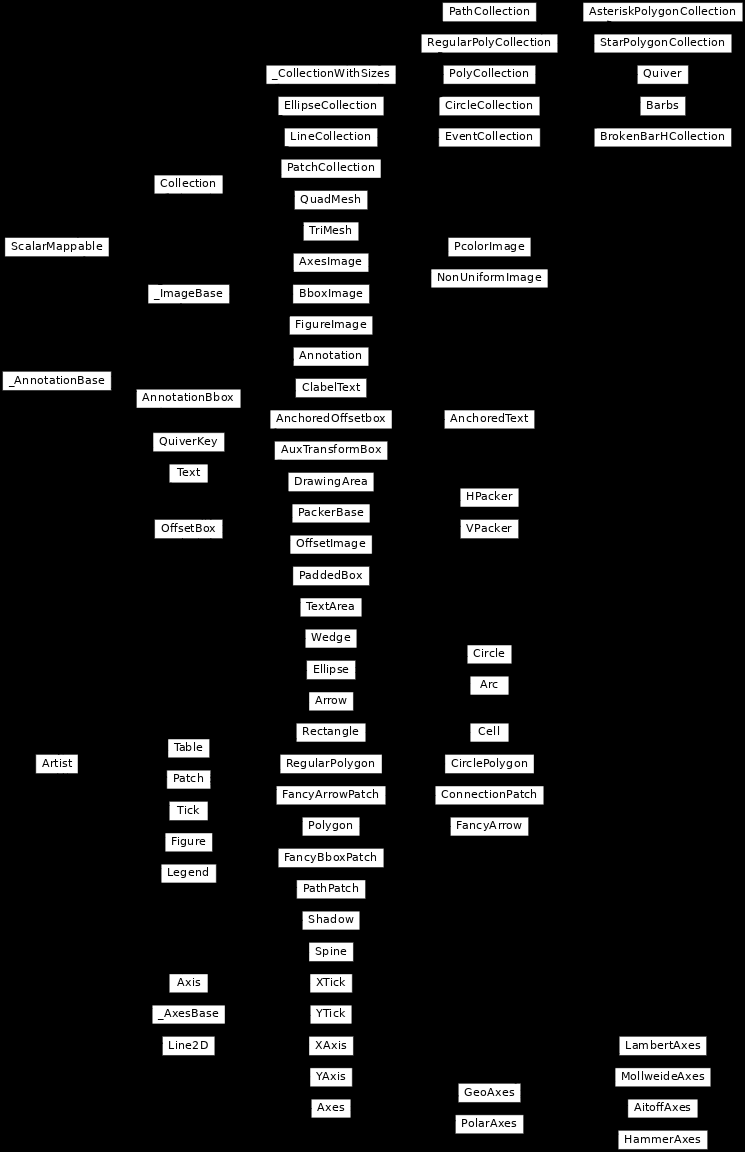 PathCollection AsteriskPolygonCollection
RegularPolyCollection StarPolygonCollection
_CollectionWithSizes PolyCollection Quiver
EllipseCollection CircleCollection Barbs
LineCollection EventCollection BrokenBarHCollection
PatchCollection
Collection
QuadMesh
TriMesh
ScalarMappable PcolorImage
AxesImage
NonUniformImage
_ImageBase BboxImage
FigureImage
Annotation
_AnnotationBase
ClabelText
AnnotationBbox
AnchoredOffsetbox AnchoredText
QuiverKey
AuxTransformBox
Text
DrawingArea
HPacker
PackerBase
OffsetBox VPacker
OffsetImage
PaddedBox
TextArea
Wedge
Circle
Ellipse
Arc
Arrow
Rectangle Cell
Table
Artist RegularPolygon CirclePolygon
Patch
FancyArrowPatch ConnectionPatch
Tick
Polygon FancyArrow
Figure
FancyBboxPatch
Legend
PathPatch
Shadow
Spine
Axis XTick
_AxesBase YTick
Line2D XAxis LambertAxes
YAxis MollweideAxes
GeoAxes
Axes AitoffAxes
PolarAxes
HammerAxes